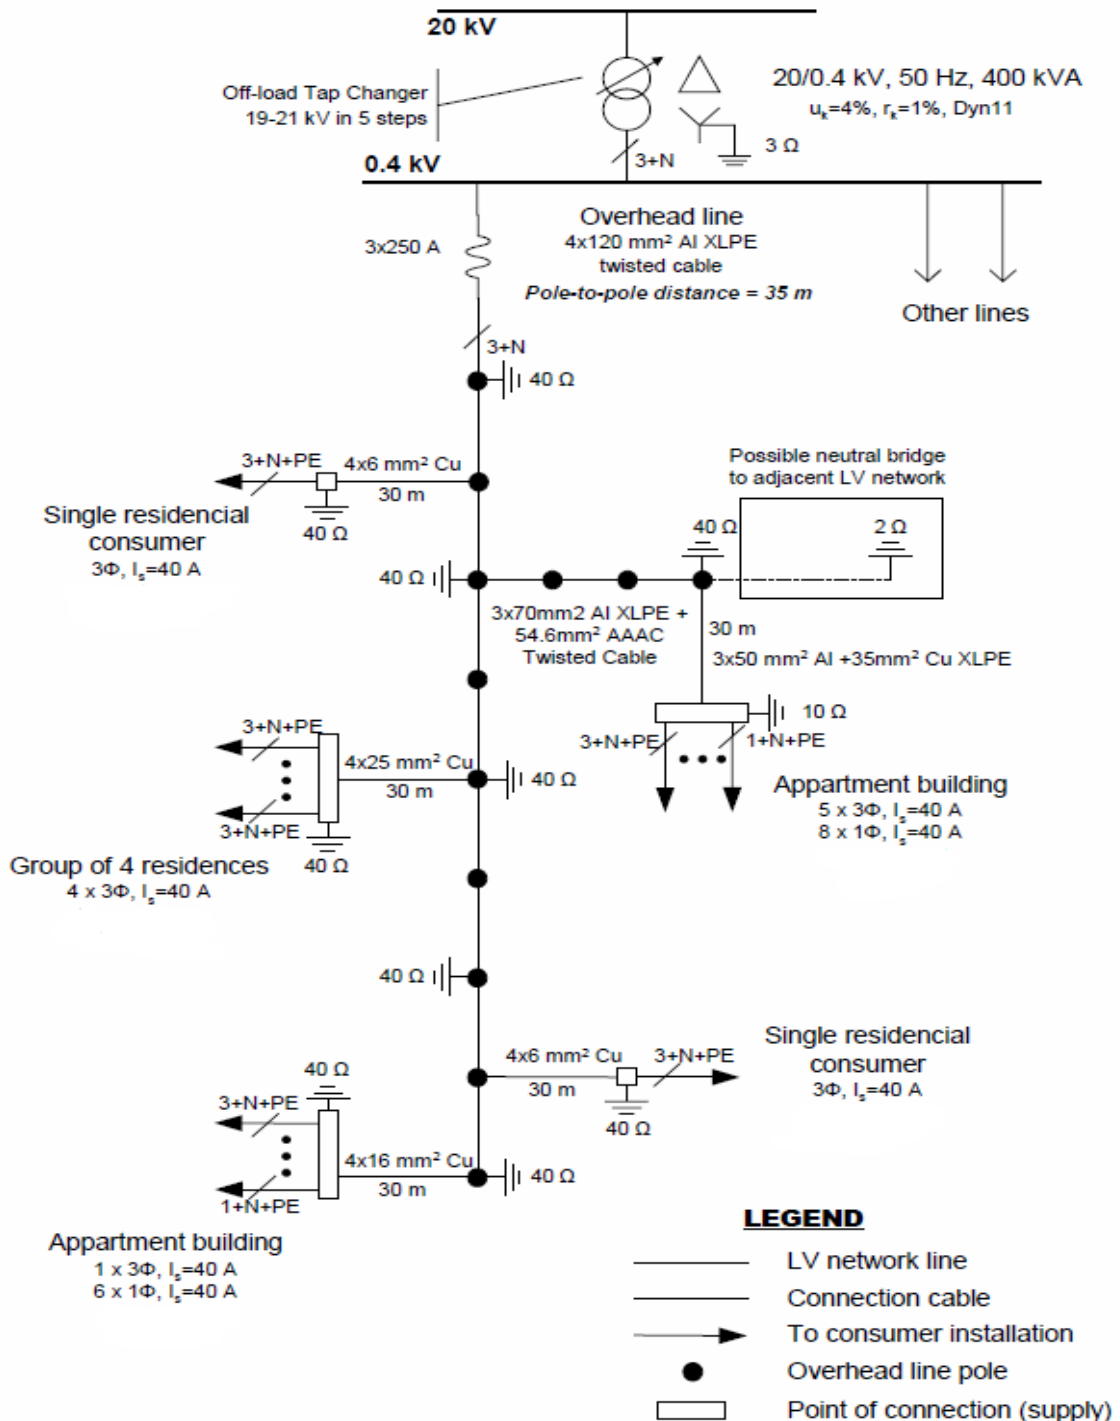 20 kV
Off-load Tap Changer
19-21 kV in 5 steps
20/0.4 kV, 50 Hz, 400 kVA
uk=4%, rk=1%, Dyn11
3 Ω
3+N
0.4 kV
3x250 A
Overhead line
4x120 mm² Al XLPE
twisted cable
Pole-to-pole distance = 35 m
Other lines
3+N
40 Ω
3+N+PE
4x6 mm² Cu
30 m
40 Ω
Single residencial
consumer
3Φ, Is=40 A
Possible neutral bridge
to adjacent LV network
40 Ω
2 Ω
40 Ω
3x70mm2 Al XLPE +
54.6mm² AAAC
Twisted Cable
30 m
3x50 mm² Al +35mm² Cu XLPE
10 Ω
3+N+PE
1+N+PE
Appartment building
5 x 3Φ, Is=40 A
8 x 1Φ, Is=40 A
3+N+PE
4x25 mm² Cu
30 m
40 Ω
3+N+PE
40 Ω
Group of 4 residences
4 x 3Φ, Is=40 A
40 Ω
4x6 mm² Cu
30 m
3+N+PE
40 Ω
Single residencial
consumer
3Φ, Is=40 A
40 Ω
3+N+PE
4x16 mm² Cu
30 m
40 Ω
1+N+PE
Appartment building
1 x 3Φ, Is=40 A
6 x 1Φ, Is=40 A
LEGEND
LV network line
Connection cable
To consumer installation
Overhead line pole
Point of connection (supply)